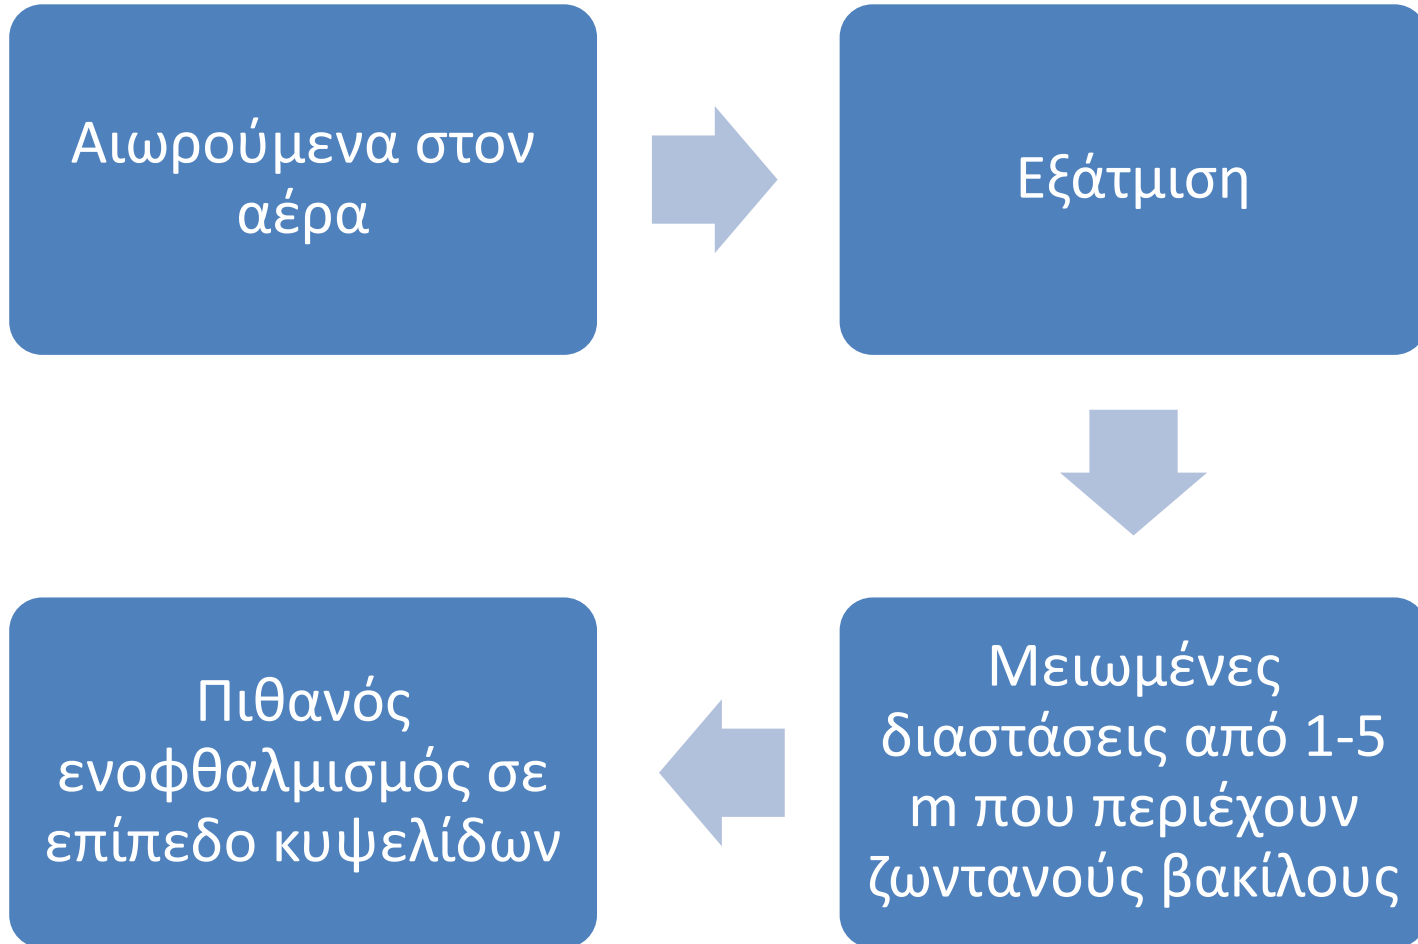 Αιωρούμενα στον
αέρα
Εξάτμιση
Μειωμένες
διαστάσεις από 1-5
m που περιέχουν
ζωντανούς βακίλους
Πιθανός
ενοφθαλμισμός σε
επίπεδο κυψελίδων